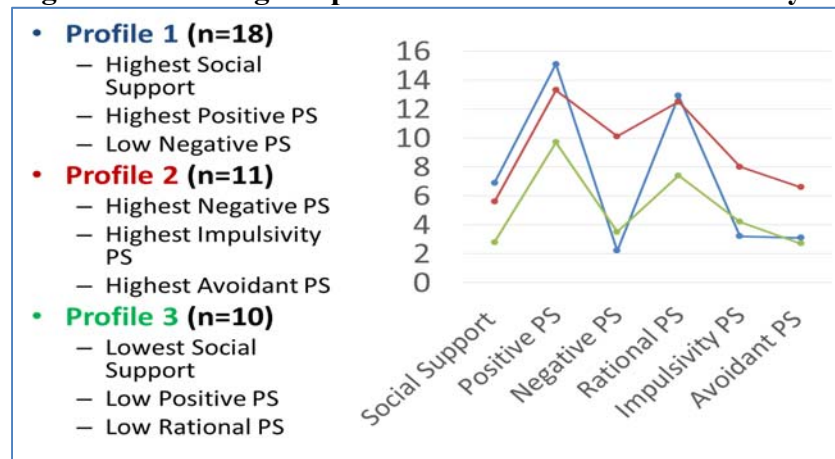 • Profile 1 (n=18)
– Highest Social
Support
– Highest Positive PS
– Low Negative PS
• Profile 2 (n=11)
– Highest Negative PS
– Highest Impulsivity
PS
– Highest Avoidant PS
• Profile 3 (n=10)
– Lowest Social
Support
– Low Positive PS
– Low Rational PS
16
14
12
10
8
6
4
2
0
Social Support
Positive PS
Negative PS
Rational PS
Impulsivity PS
Avoidant PS